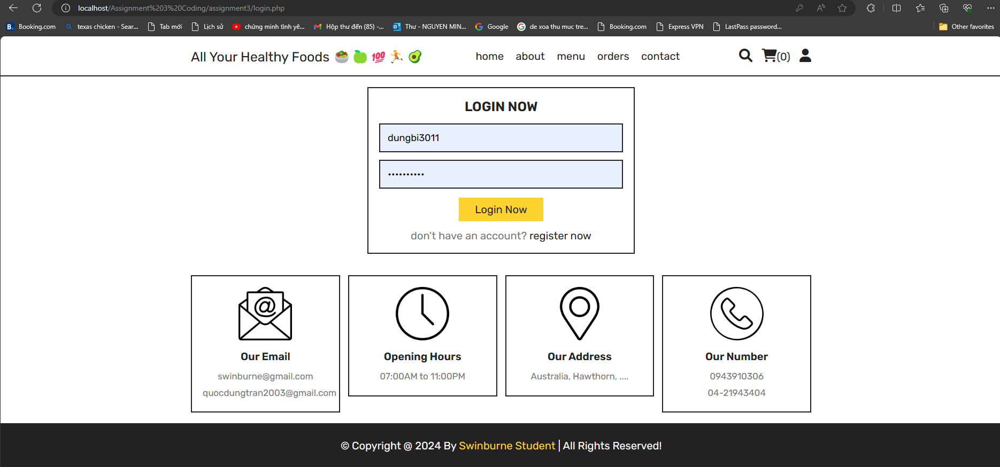 localhost/Assignment%203%20Coding/assignment3/login.php
Booking.com texas chicken - Sear... Tab mới Lịch sử chứng minh tình yê... Hộp thư đến (85) -... Thư - NGUYEN MIN... Google de xoa thu muc tre... Booking.com Express VPN LastPass password... Other favorites
All Your Healthy Foods 🥗 🍏 💯 🏃 🥑 home about menu orders contact (0)
LOGIN NOW
dungbi3011
••••••••••
Login Now
don't have an account? register now
@
Our Email
swinburne@gmail.com
quocdungtran2003@gmail.com
Opening Hours
07:00AM to 11:00PM
Our Address
Australia, Hawthorn, ....
Our Number
0943910306
04-21943404
© Copyright @ 2024 By Swinburne Student | All Rights Reserved!